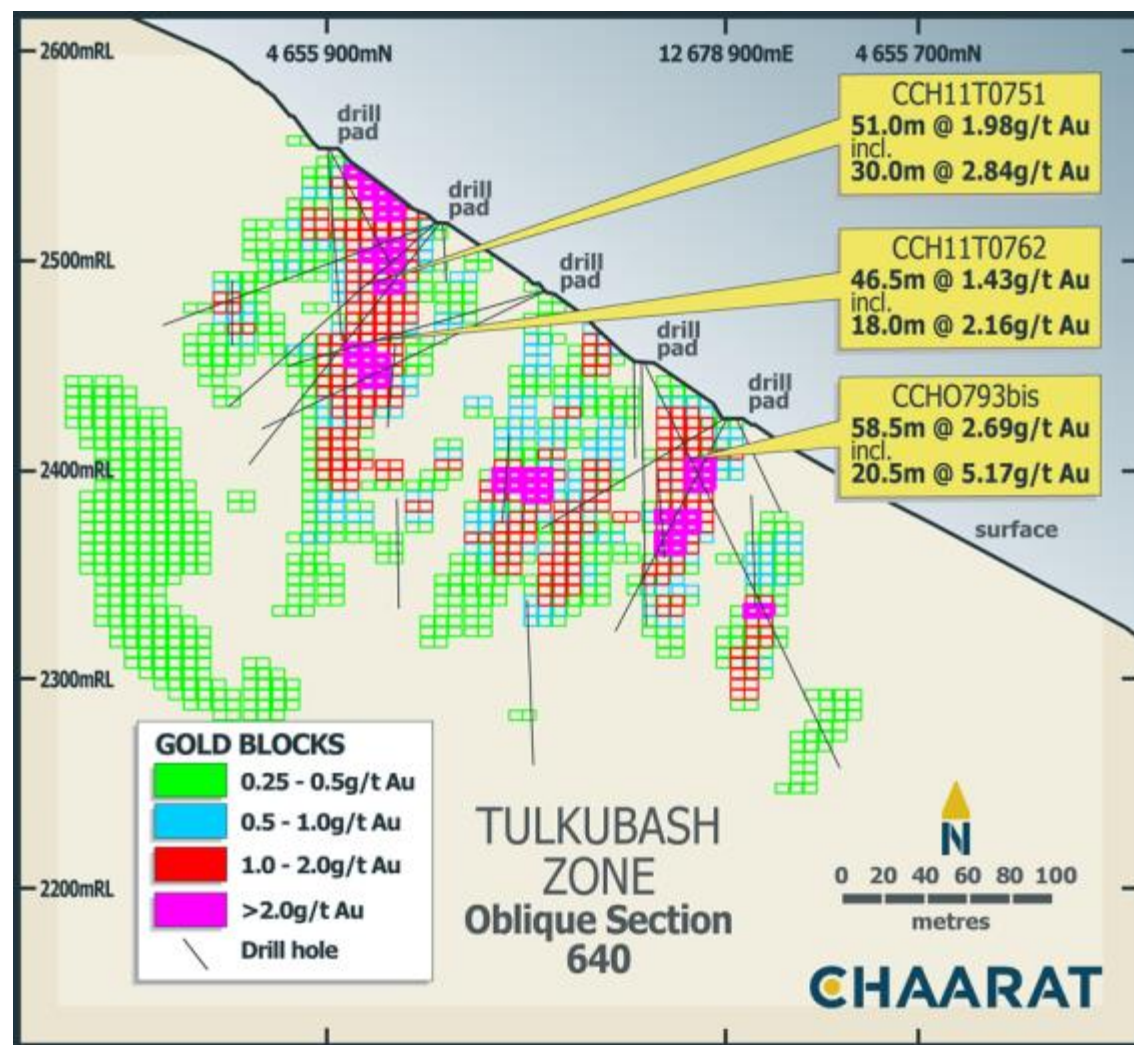 2600mRL
4 655 900mN
12 678 900mE
4 655 700mN
drill
pad
drill
pad
drill
pad
drill
pad
drill
pad
CCH11T0751
51.0m @ 1.98g/t Au
incl.
30.0m @ 2.84g/t Au
2500mRL
CCH11T0762
46.5m @ 1.43g/t Au
incl.
18.0m @ 2.16g/t Au
CCHO793bis
58.5m @ 2.69g/t Au
incl.
20.5m @ 5.17g/t Au
2400mRL
surface
2300mRL
GOLD BLOCKS
0.25 - 0.5g/t Au
0.5 - 1.0g/t Au
1.0 - 2.0g/t Au
>2.0g/t Au
Drill hole
2200mRL
TULKUBASH
ZONE
Oblique Section
640
N
0 20 40 60 80 100
metres
CHAARAT